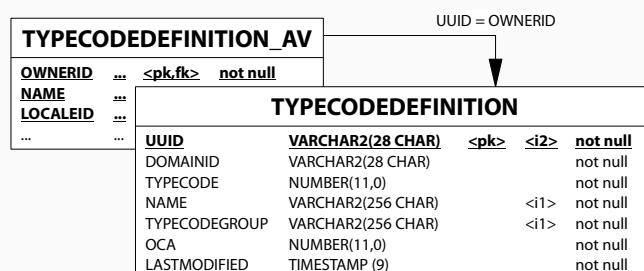 UUID = OWNERID
TYPECODEDEFINITION_AV
OWNERID ... <pk,fk> not null
NAME ...
LOCALEID ...
... ...
TYPECODEDEFINITION
UUID VARCHAR2(28 CHAR) <pk> <i2> not null
DOMAINID VARCHAR2(28 CHAR) not null
TYPECODE NUMBER(11,0) not null
NAME VARCHAR2(256 CHAR) <i1> not null
TYPECODEGROUP VARCHAR2(256 CHAR) <i1> not null
OCA NUMBER(11,0) not null
LASTMODIFIED TIMESTAMP (9) not null